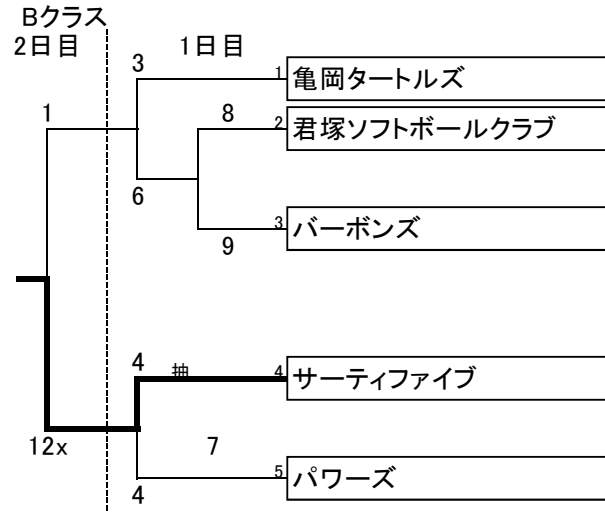 Bクラス
2日目
1日目
3
1 亀岡タートルズ
1
8
2 君塚ソフトボールクラブ
6
9
3 バーボンズ
4
抽
4 サーティファイブ
12x
7
5 パワーズ
4